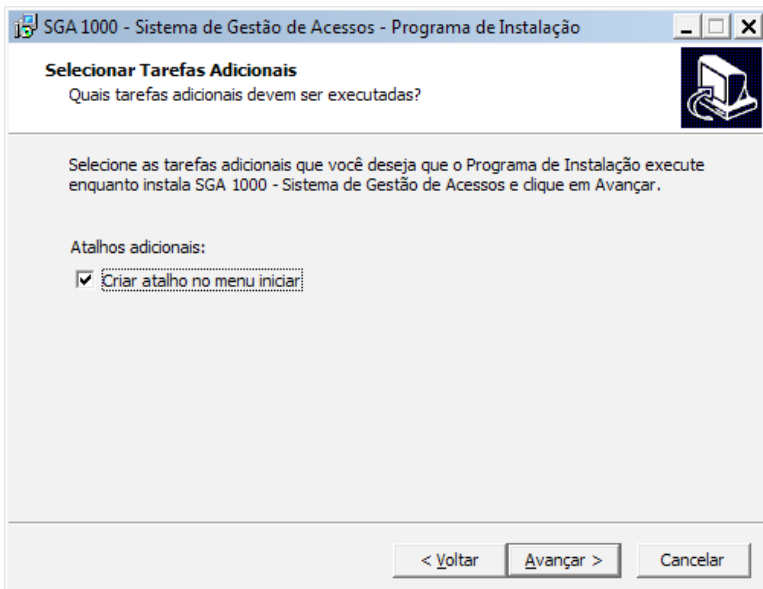 SGA 1000 - Sistema de Gestão de Acessos - Programa de Instalação
Selecionar Tarefas Adicionais
Quais tarefas adicionais devem ser executadas?
Selecione as tarefas adicionais que você deseja que o Programa de Instalação execute
enquanto instala SGA 1000 - Sistema de Gestão de Acessos e clique em Avançar.
Atalhos adicionais:
Criar atalho no menu iniciar
< Voltar Avançar > Cancelar